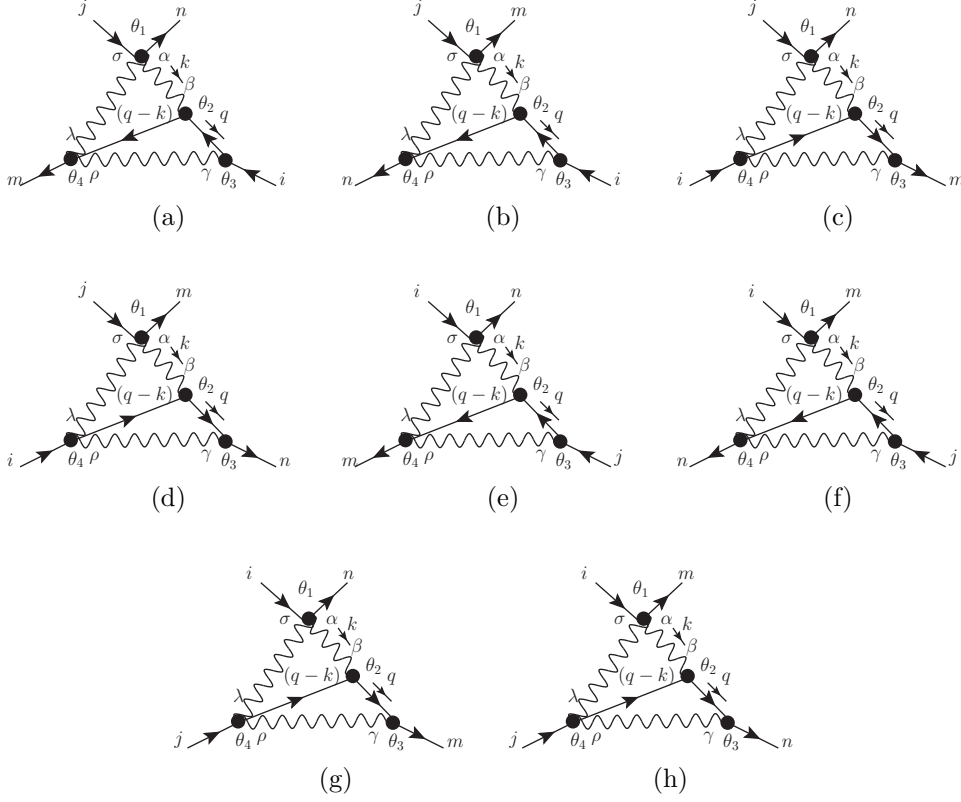 j θ₁ n j θ₁ m j θ₁ n
σ α k σ α k σ α k
β β β
(q − k) θ₂ q (q − k) θ₂ q (q − k) θ₂ q
λ λ λ
m θ₄ ρ γ θ₃ i n θ₄ ρ γ θ₃ i i θ₄ ρ γ θ₃ m
(a) (b) (c)
j θ₁ m i θ₁ n i θ₁ m
σ α k σ α k σ α k
β β β
(q − k) θ₂ q (q − k) θ₂ q (q − k) θ₂ q
λ λ λ
i θ₄ ρ γ θ₃ n m θ₄ ρ γ θ₃ j n θ₄ ρ γ θ₃ j
(d) (e) (f)
i θ₁ n i θ₁ m
σ α k σ α k
β β
(q − k) θ₂ q (q − k) θ₂ q
λ λ
j θ₄ ρ γ θ₃ m j θ₄ ρ γ θ₃ n
(g) (h)